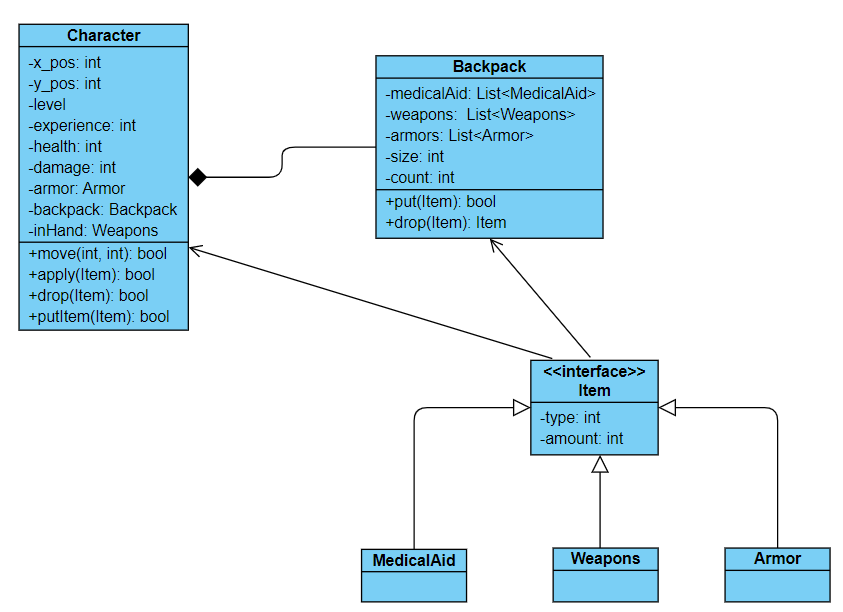 Character
-x_pos: int
-y_pos: int
-level
-experience: int
-health: int
-damage: int
-armor: Armor
-backpack: Backpack
-inHand: Weapons
+move(int, int): bool
+apply(Item): bool
+drop(Item): bool
+putItem(Item): bool
Backpack
-medicalAid: List<MedicalAid>
-weapons:  List<Weapons>
-armors: List<Armor>
-size: int
-count: int
+put(Item): bool
+drop(Item): Item
<<interface>>
Item
-type: int
-amount: int
MedicalAid
Weapons
Armor